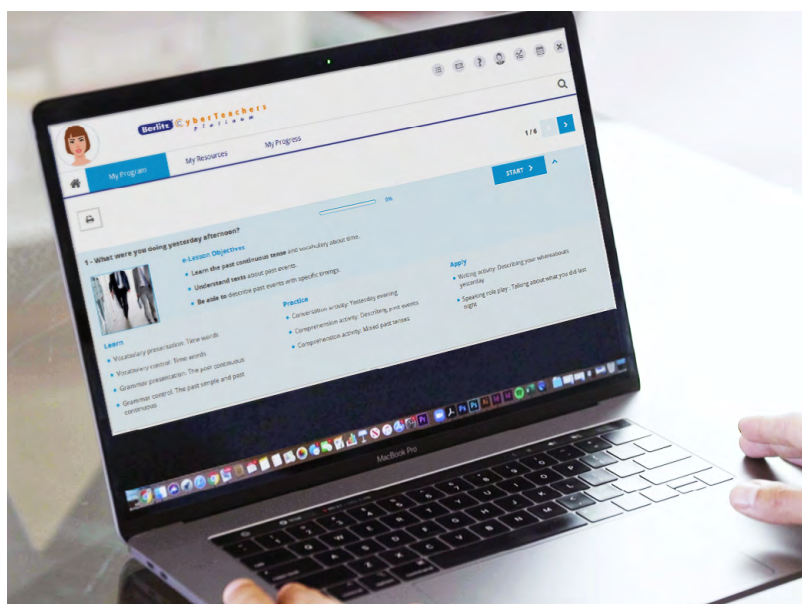 Berlitz CyberTeachers
Platinum
My Program
My Resources
My Progress
1 / 6
START
1 - What were you doing yesterday afternoon?
0%
e-Lesson Objectives
Learn the past continuous tense and vocabulary about time.
Understand texts about past events.
Be able to describe past events with specific timings.
Learn
Vocabulary presentation: Time words
Vocabulary control: Time words
Grammar presentation: The past continuous
Grammar control: The past simple and past
continuous
Practice
Conversation activity: Yesterday evening
Comprehension activity: Describing past events
Comprehension activity: Mixed past tenses
Apply
Writing activity: Describing your whereabouts
yesterday
Speaking role play: Talking about what you did last
night
MacBook Pro